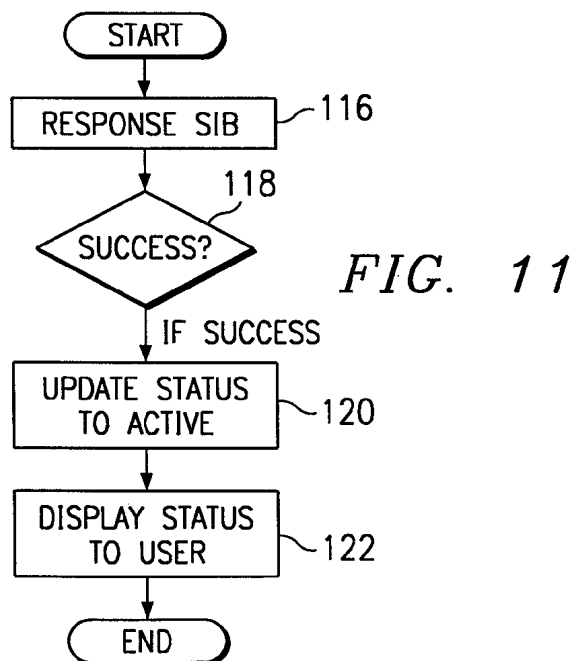 START
RESPONSE SIB
116
118
SUCCESS?
FIG. 11
IF SUCCESS
UPDATE STATUS
TO ACTIVE
120
DISPLAY STATUS
TO USER
122
END